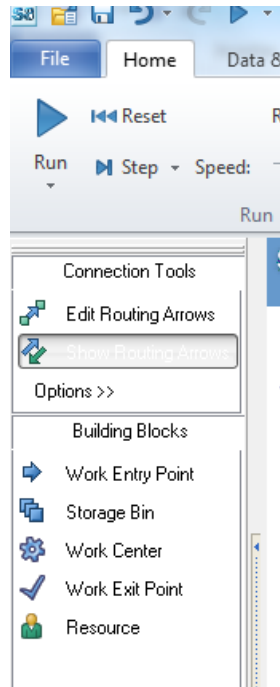 S8
File Home Data &
Reset
Run Step Speed:
Run
Connection Tools
Edit Routing Arrows
Show Routing Arrows
Options >>
Building Blocks
Work Entry Point
Storage Bin
Work Center
Work Exit Point
Resource